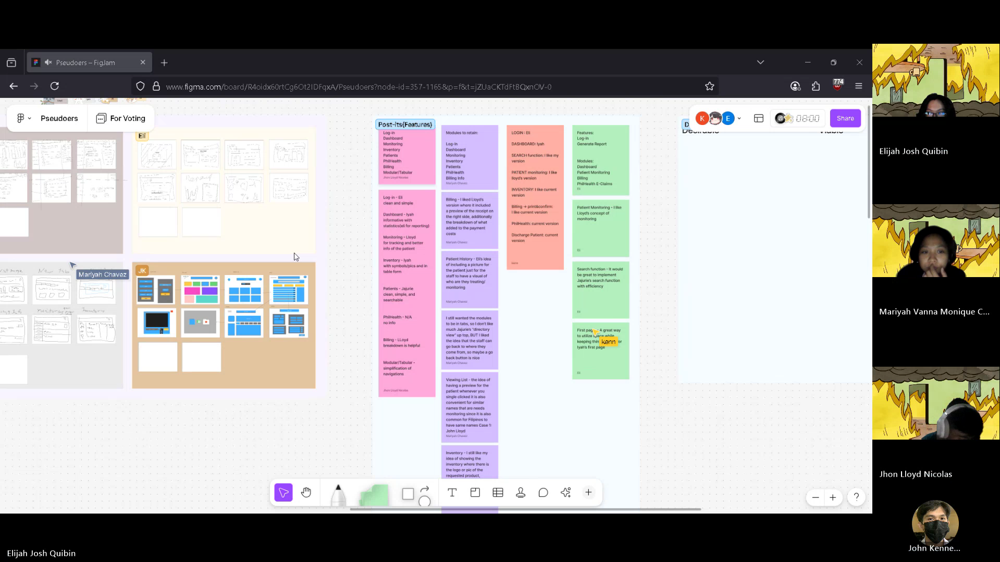 Pseudoers – FigJam
www.figma.com/board/R4oidx60rtCg6Ot2IDFqxA/Pseudoers?node-id=357-1165&p=f&t=jZUaCKTdFtBQxnOV-0
774
Pseudoers
For Voting
K
E
08:00
Share
Eli
JK
Mariyah Chavez
Post-its(Features)
Log-in
Dashboard
Monitoring
Inventory
Patients
PhilHealth
Billing
Modular/Tabular
Jhon Lloyd Nicolas
Log-in - Eli
clean and simple
Dashboard - Iyah
informative with
statistics(eli for reporting)
Monitoring - Lloyd
for tracking and better
info of the patient
Inventory - Iyah
with symbols/pics and in
table form
Patients - Jajurie
clean, simple, and
searchable
PhilHealth - N/A
no info
Billing - LLoyd
breakdown is helpful
Modular/Tabular -
simplification of
navigations
Jhon Lloyd Nicolas
Modules to retain:
Log-in
Dashboard
Monitoring
Inventory
Patients
PhilHealth
Billing Info
Mariyah Chavez
Billing - I liked Lloyd's
version where it included
a preview of the receipt on
the right side, additionally
the breakdown of what
added to the payment
costs
Mariyah Chavez
Patient History - Eli's idea
of including a picture for
the patient just for the
staff to have a visual of
who are they treating/
monitoring
Mariyah Chavez
I still wanted the modules
to be in tabs, so I don't like
much Jajurie's "directory
view" up top, BUT I liked
the idea that the staff can
go back to where they
come from, so maybe a go
back button is nice
Mariyah Chavez
Viewing List - the idea of
having a preview for the
patient whenever you
single clicked it is also
convenient for similar
names that are needs
monitoring since it is also
common for Filipinos to
have same names Case 1:
John Lloyd
Mariyah Chavez
Inventory - I still like my
idea of showing the
inventory where there is
the logo or pic of the
requested product,
LOGIN : Eli
DASHBOARD: Iyah
SEARCH function: I like my
version
PATIENT monitoring: I like
lloyd's version
INVENTORY: I like current
version
Billing → print&confirm:
I like current version
PhilHealth: current version
Discharge Patient: current
version
Kenn
Features:
Log-in
Generate Report
Modules:
Dashboard
Patient Monitoring
Billing
PhilHealth E-Claims
Eli
Patient Monitoring - I like
Lloyd's concept of
monitoring
Eli
Search function - It would
be great to implement
Jajurie's search function
with efficiency
Eli
First page - A great way
to utilize space while
keeping
Iyah's first page
kenn
Eli
Desirable
Viable
Elijah Josh Quibin
Mariyah Vanna Monique C...
Jhon Lloyd Nicolas
John Kenne...
Elijah Josh Quibin